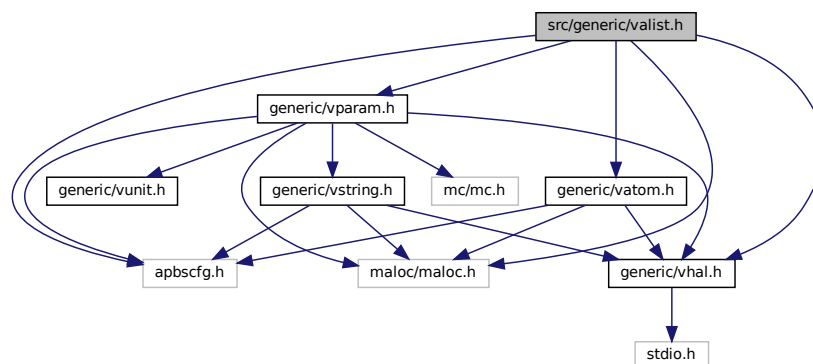 src/generic/valist.h
generic/vparam.h
generic/vunit.h
generic/vstring.h
mc/mc.h
generic/vatom.h
apbscfg.h
maloc/maloc.h
generic/vhal.h
stdio.h